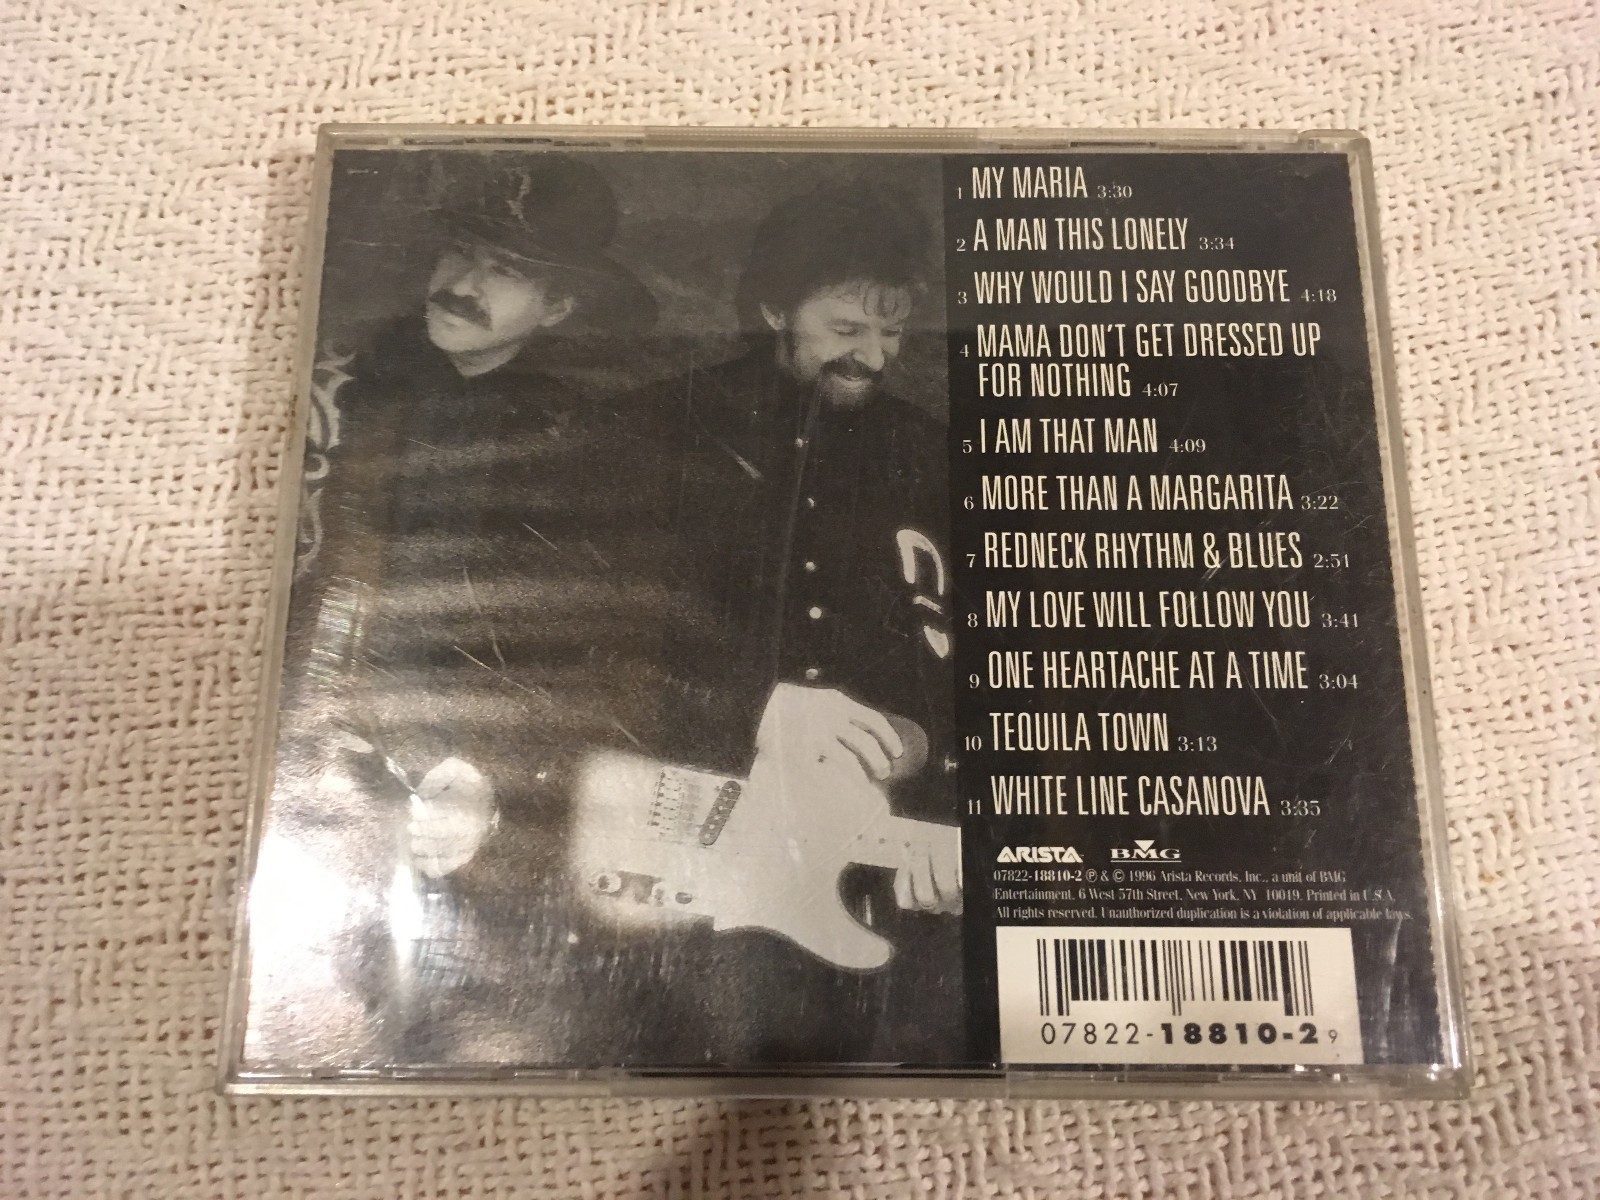 1 MY MARIA 3:30
2 A MAN THIS LONELY 3:34
3 WHY WOULD I SAY GOODBYE 4:18
4 MAMA DON'T GET DRESSED UP
FOR NOTHING 4:07
5 I AM THAT MAN 4:09
6 MORE THAN A MARGARITA 3:22
7 REDNECK RHYTHM & BLUES 2:51
8 MY LOVE WILL FOLLOW YOU 3:41
9 ONE HEARTACHE AT A TIME 3:04
10 TEQUILA TOWN 3:13
11 WHITE LINE CASANOVA 3:35
ARISTA BMG
07822-18810-2 ℗ & © 1996 Arista Records, Inc., a unit of BMG
Entertainment, 6 West 57th Street, New York, NY 10019. Printed in U.S.A.
All rights reserved. Unauthorized duplication is a violation of applicable laws.
07822-18810-2 9